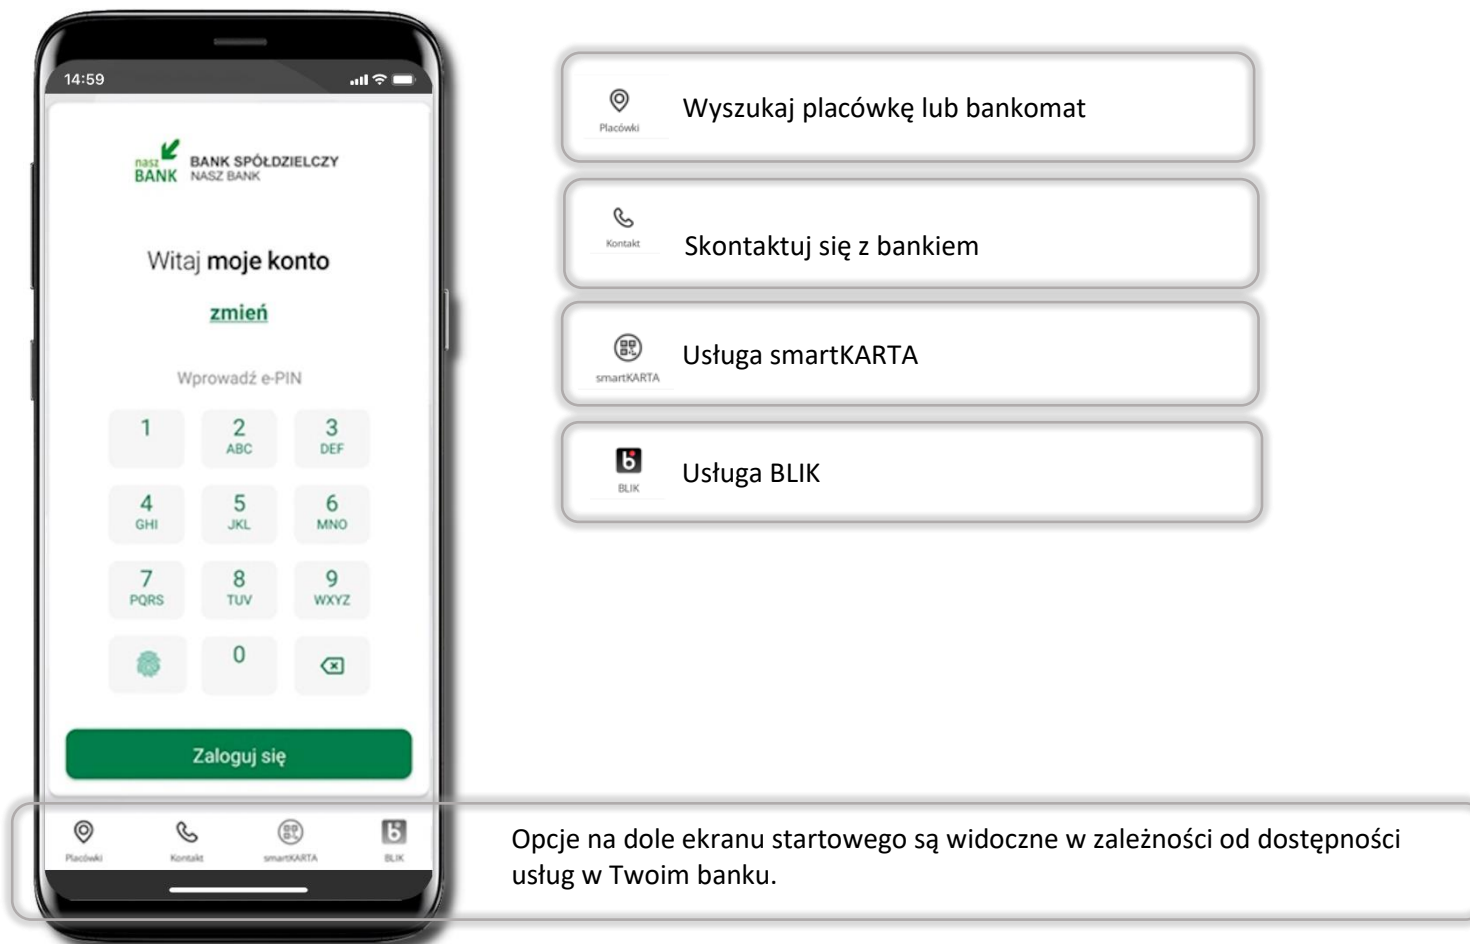 14:59
nasz
BANK
BANK SPÓŁDZIELCZY
NASZ BANK
Witaj moje konto
zmień
Wprowadź e-PIN
1
2
ABC
3
DEF
4
GHI
5
JKL
6
MNO
7
PQRS
8
TUV
9
WXYZ
0
Zaloguj się
Placówki
Kontakt
smartKARTA
BLIK
Placówki
Wyszukaj placówkę lub bankomat
Kontakt
Skontaktuj się z bankiem
smartKARTA
Usługa smartKARTA
BLIK
Usługa BLIK
Opcje na dole ekranu startowego są widoczne w zależności od dostępności
usług w Twoim banku.